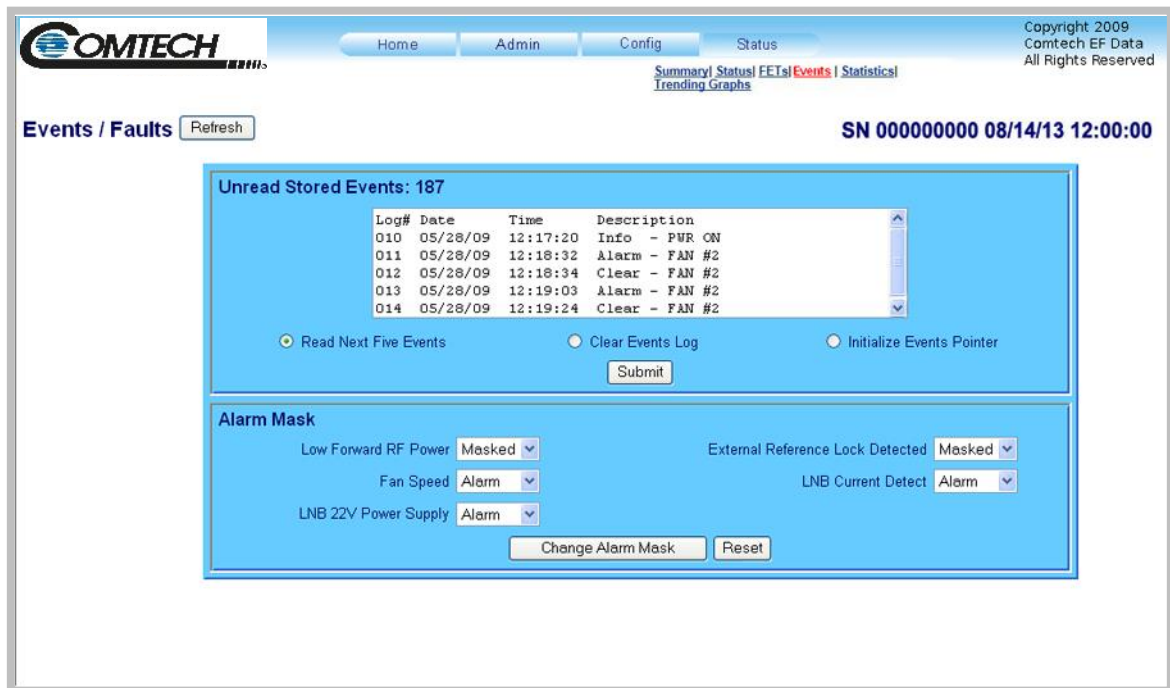 COMTECH
Home Admin Config Status
Copyright 2009
Comtech EF Data
All Rights Reserved
Summary| Status| FETs| Events | Statistics|
Trending Graphs
Events / Faults Refresh
SN 000000000 08/14/13 12:00:00
Unread Stored Events: 187
Log# Date Time Description
010 05/28/09 12:17:20 Info - PWR ON
011 05/28/09 12:18:32 Alarm - FAN #2
012 05/28/09 12:18:34 Clear - FAN #2
013 05/28/09 12:19:03 Alarm - FAN #2
014 05/28/09 12:19:24 Clear - FAN #2
Read Next Five Events Clear Events Log Initialize Events Pointer
Submit
Alarm Mask
Low Forward RF Power Masked External Reference Lock Detected Masked
Fan Speed Alarm LNB Current Detect Alarm
LNB 22V Power Supply Alarm
Change Alarm Mask Reset